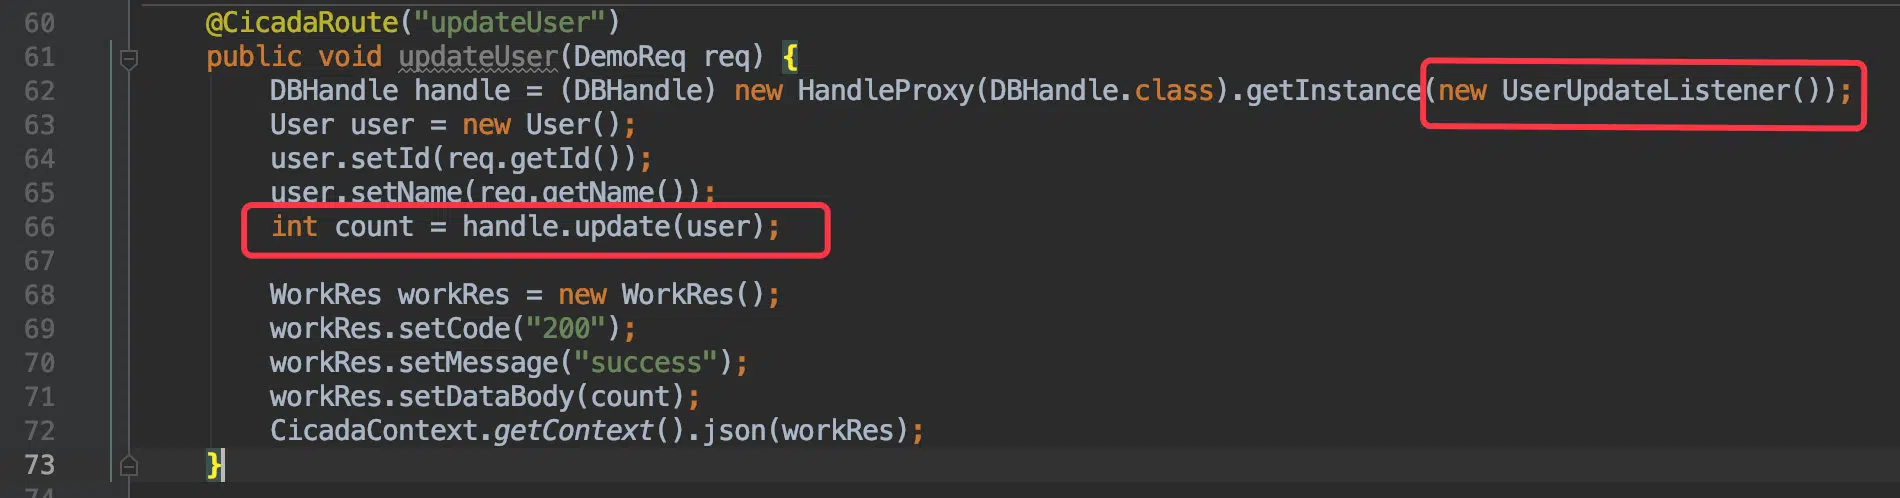 60 @CicadaRoute("updateUser")
61 public void updateUser(DemoReq req) {
62 DBHandle handle = (DBHandle) new HandleProxy(DBHandle.class).getInstance(new UserUpdateListener());
63 User user = new User();
64 user.setId(req.getId());
65 user.setName(req.getName());
66 int count = handle.update(user);
67
68 WorkRes workRes = new WorkRes();
69 workRes.setCode("200");
70 workRes.setMessage("success");
71 workRes.setDataBody(count);
72 CicadaContext.getContext().json(workRes);
73 }
74